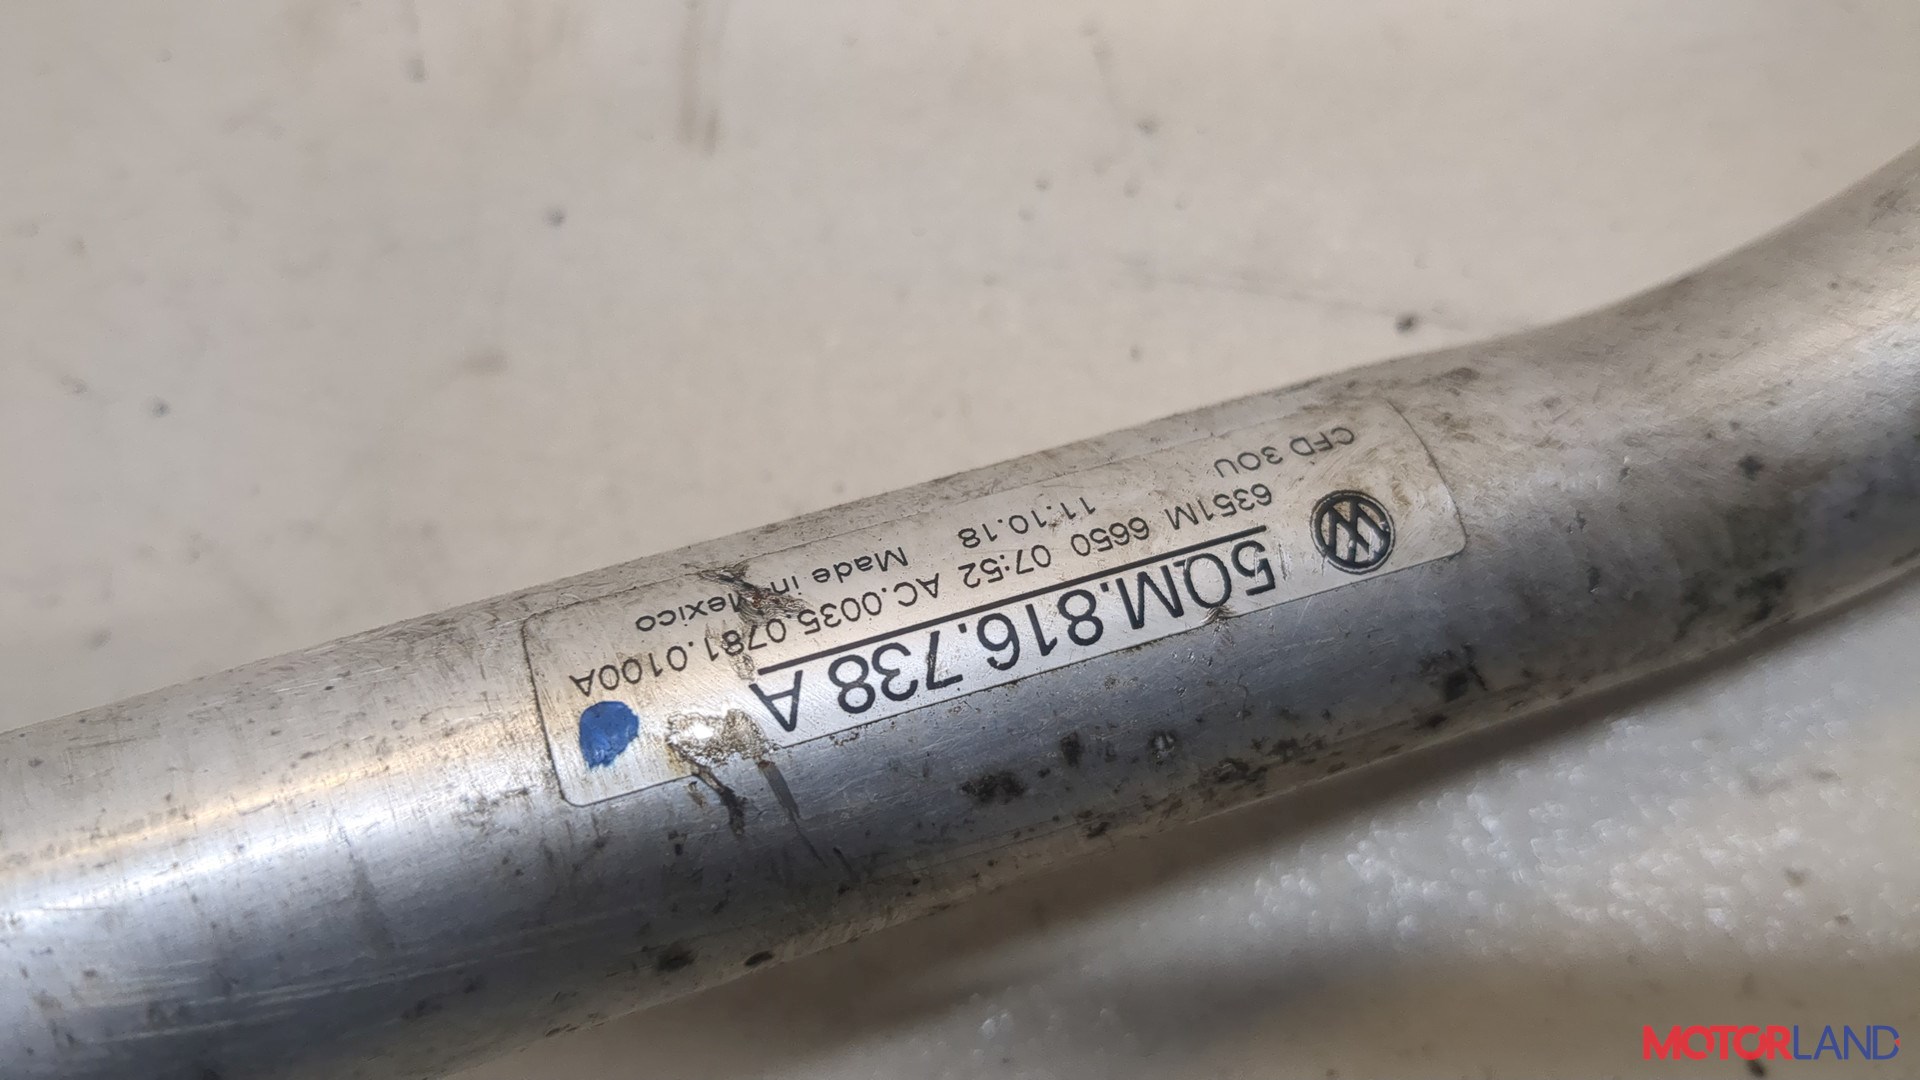 5QM.816.738 A
6351M 6650 07:52 AC.0035.0781.0100A
CFD 3OU 11.10.18 Made in Mexico
MOTORLAND